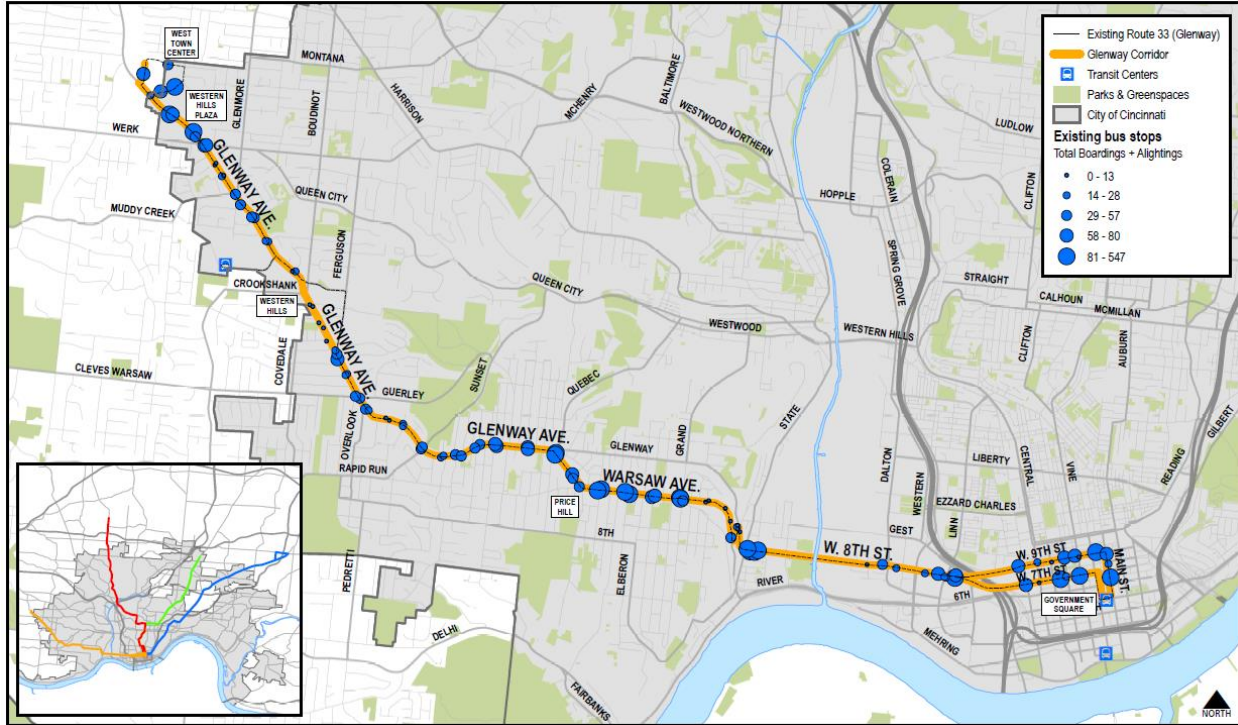 WEST
TOWN
CENTER
MONTANA
WESTERN
HILLS
PLAZA
GLENMORE
BOUDINOT
HARRISON
MCHENRY
BALTIMORE
WESTWOOD NORTHERN
WERK
GLENWAY AVE.
QUEEN CITY
MUDDY CREEK
HOPPLE
COLERAIN
LUDLOW
CLIFTON
SPRING GROVE
STRAIGHT
CALHOUN
MCMILLAN
CROOKSHANK
FERGUSON
WESTERN
HILLS
QUEEN CITY
WESTWOOD
WESTERN HILLS
CLIFTON
AUBURN
GLENWAY AVE.
CLEVES WARSAW
COVEDALE
GUERLEY
SUNSET
QUEBEC
STATE
GILBERT
OVERLOOK
GLENWAY AVE.
GLENWAY
GRAND
RAPID RUN
WARSAW AVE.
PRICE
HILL
DALTON
WESTERN
LIBERTY
CENTRAL
VINE
READING
EZZARD CHARLES
LINN
8TH
GEST
W. 8TH ST.
W. 9TH ST.
W. 7TH ST.
MAIN ST.
PEDRETTI
ELBERON
RIVER
6TH
GOVERNMENT
SQUARE
MEHRING
DELHI
FAIRBANKS
Existing Route 33 (Glenway)
Glenway Corridor
Transit Centers
Parks & Greenspaces
City of Cincinnati
Existing bus stops
Total Boardings + Alightings
0 - 13
14 - 28
29 - 57
58 - 80
81 - 547
NORTH